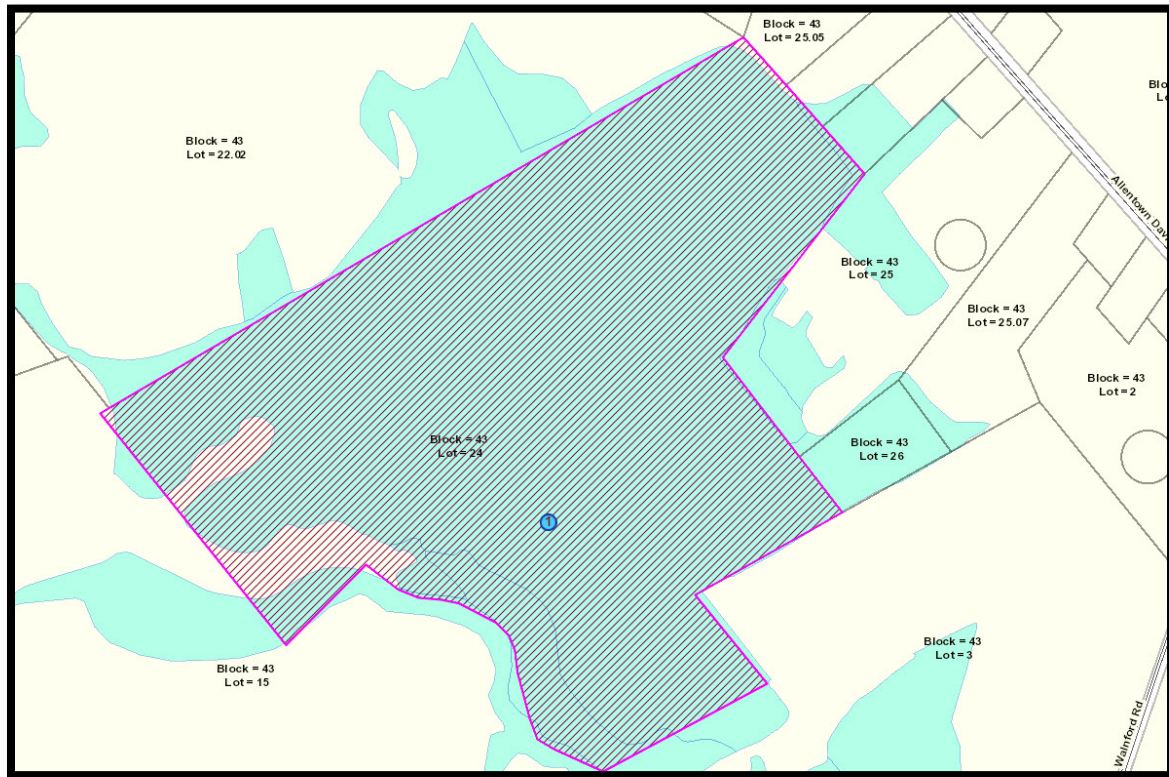 Block = 43
Lot = 25.05
Block = 43
Lot = 22.02
Allentown Dav
Block = 43
Lot = 25
Block = 43
Lot = 25.07
Block = 43
Lot = 2
Block = 43
Lot = 24
Block = 43
Lot = 26
1
Block = 43
Lot = 3
Block = 43
Lot = 15
Walnford Rd